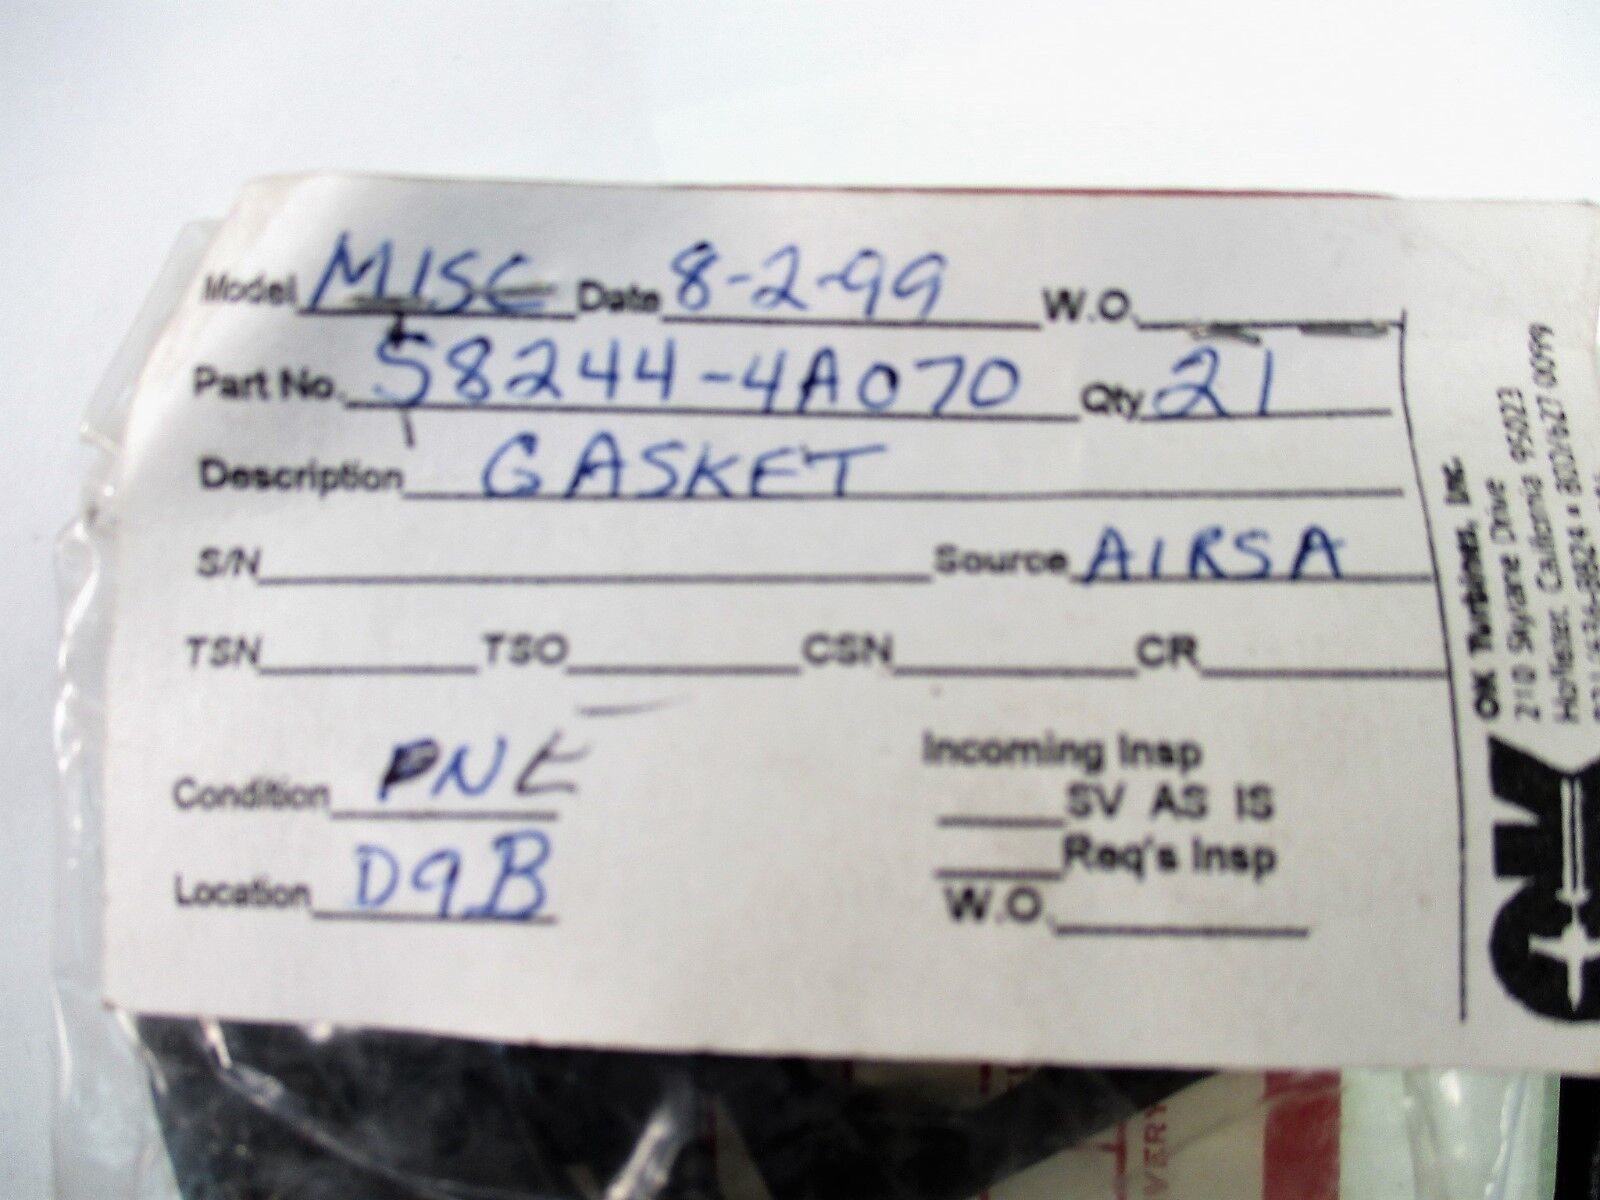 Model MISC Date 8-2-99 W.O.
Part No. S8244-4A070 Qty 21
Description GASKET
S/N Source AIRSA
TSN TSO CSN CR
Condition PNE
Incoming Insp
SV AS IS
Location D9B
Req's Insp
W.O.
OK Turbines, Inc.
210 Skylane Drive
Hollister, California 95023
OK
VERY